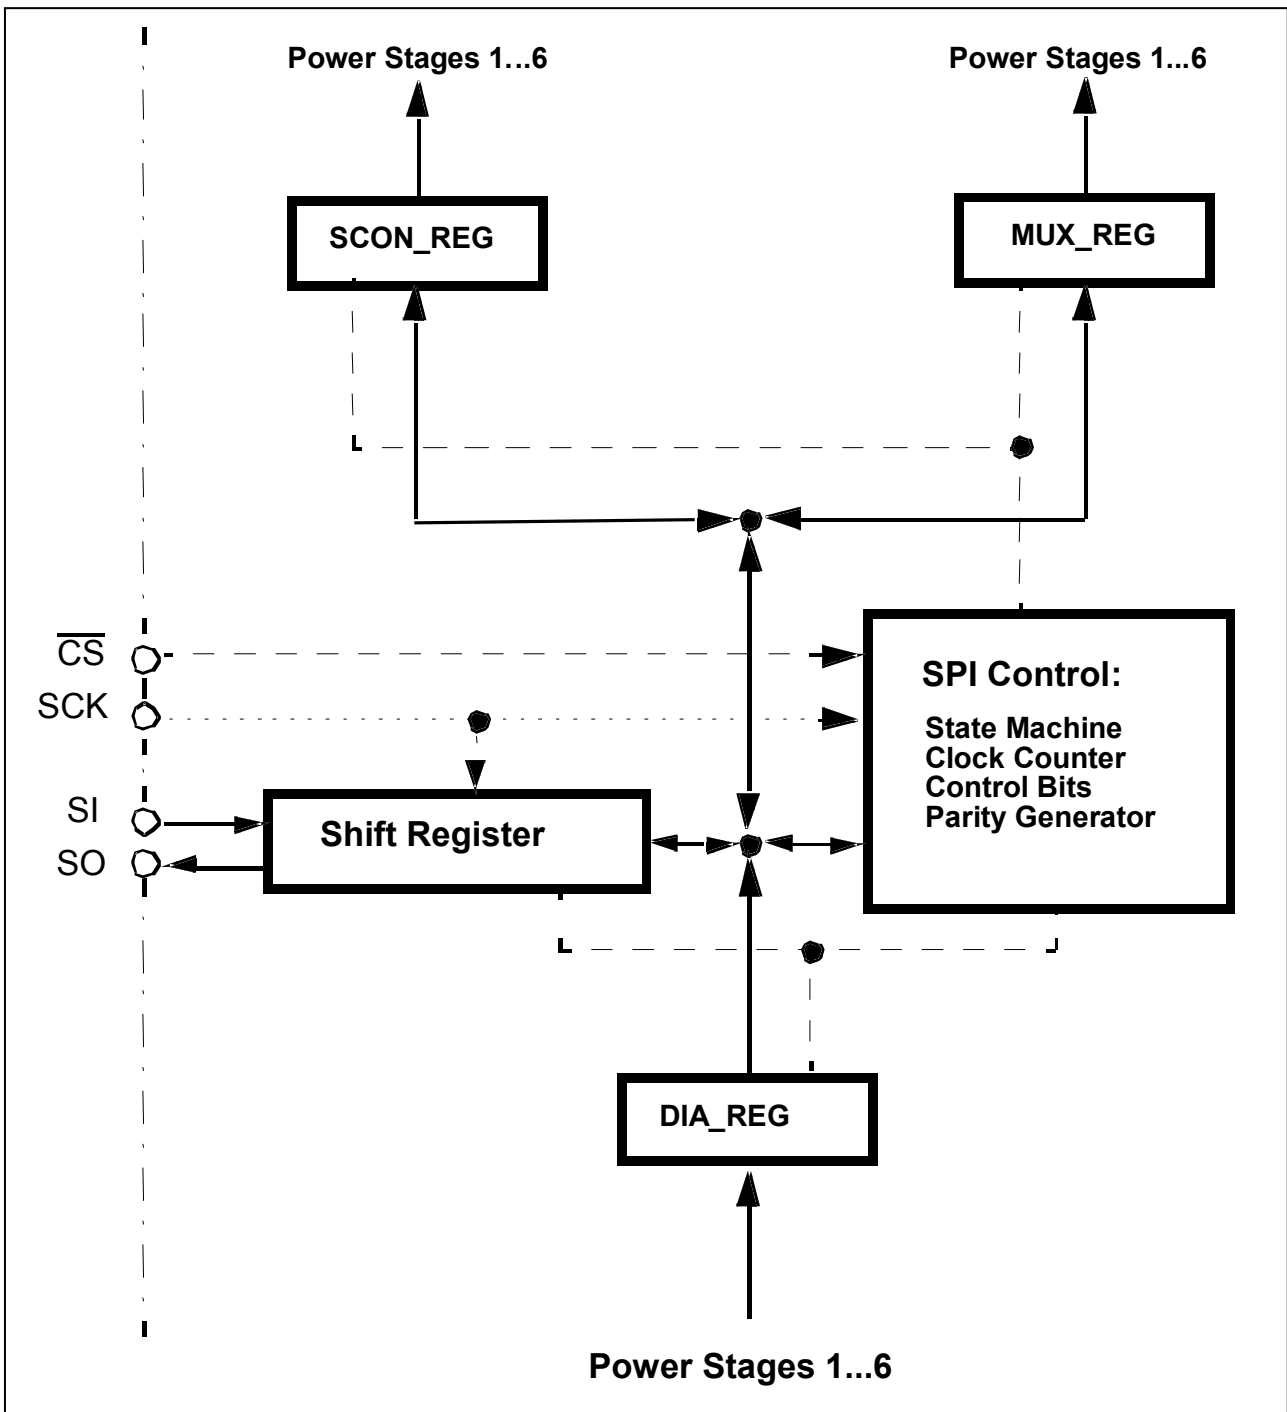 Power Stages 1...6
Power Stages 1...6
SCON_REG
MUX_REG
CS
SCK
SI
SO
SPI Control:
State Machine
Clock Counter
Control Bits
Parity Generator
Shift Register
DIA_REG
Power Stages 1...6